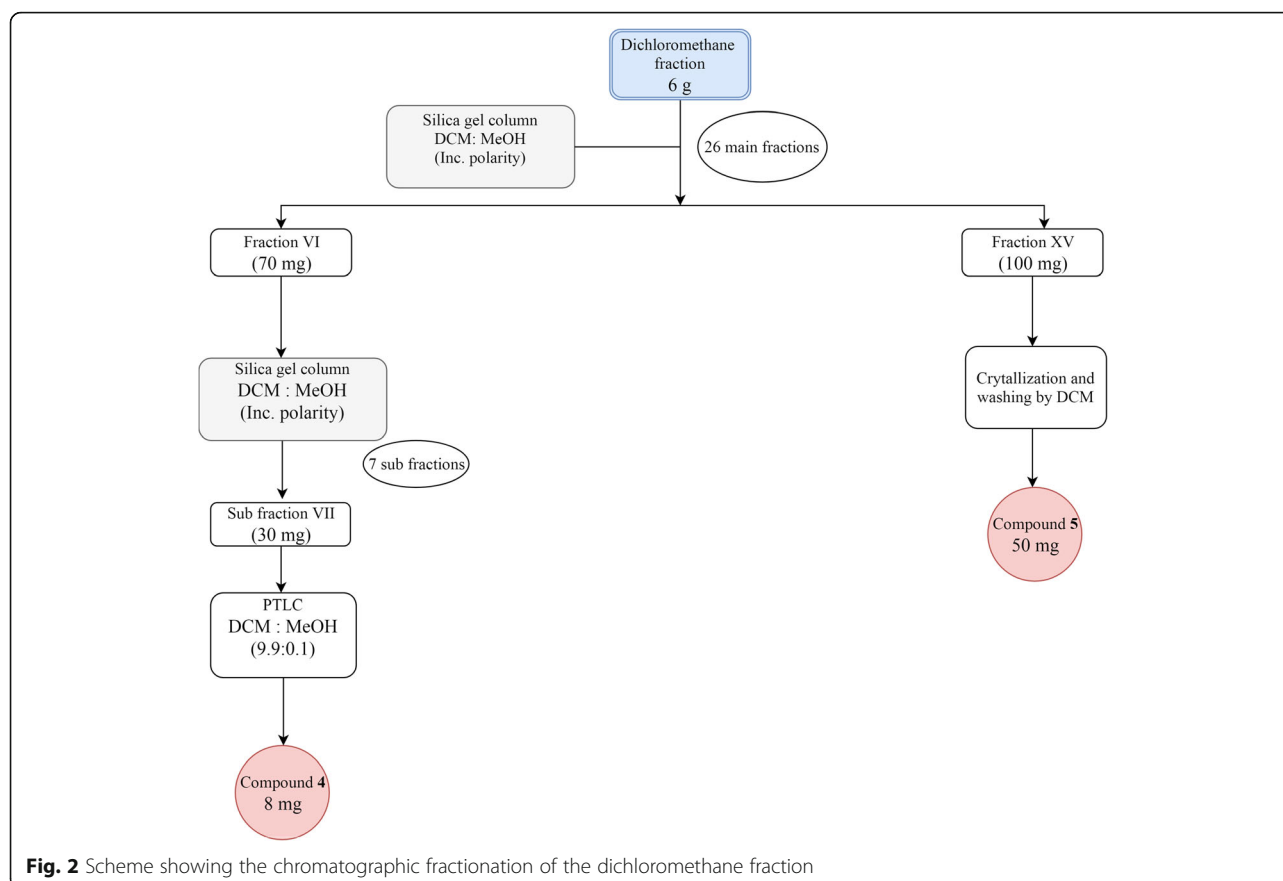 Dichloromethane
fraction
6 g
Silica gel column
DCM: MeOH
(Inc. polarity)
26 main fractions
Fraction VI
(70 mg)
Fraction XV
(100 mg)
Silica gel column
DCM : MeOH
(Inc. polarity)
Crytallization and
washing by DCM
7 sub fractions
Sub fraction VII
(30 mg)
Compound 5
50 mg
PTLC
DCM : MeOH
(9.9:0.1)
Compound 4
8 mg
Fig. 2 Scheme showing the chromatographic fractionation of the dichloromethane fraction